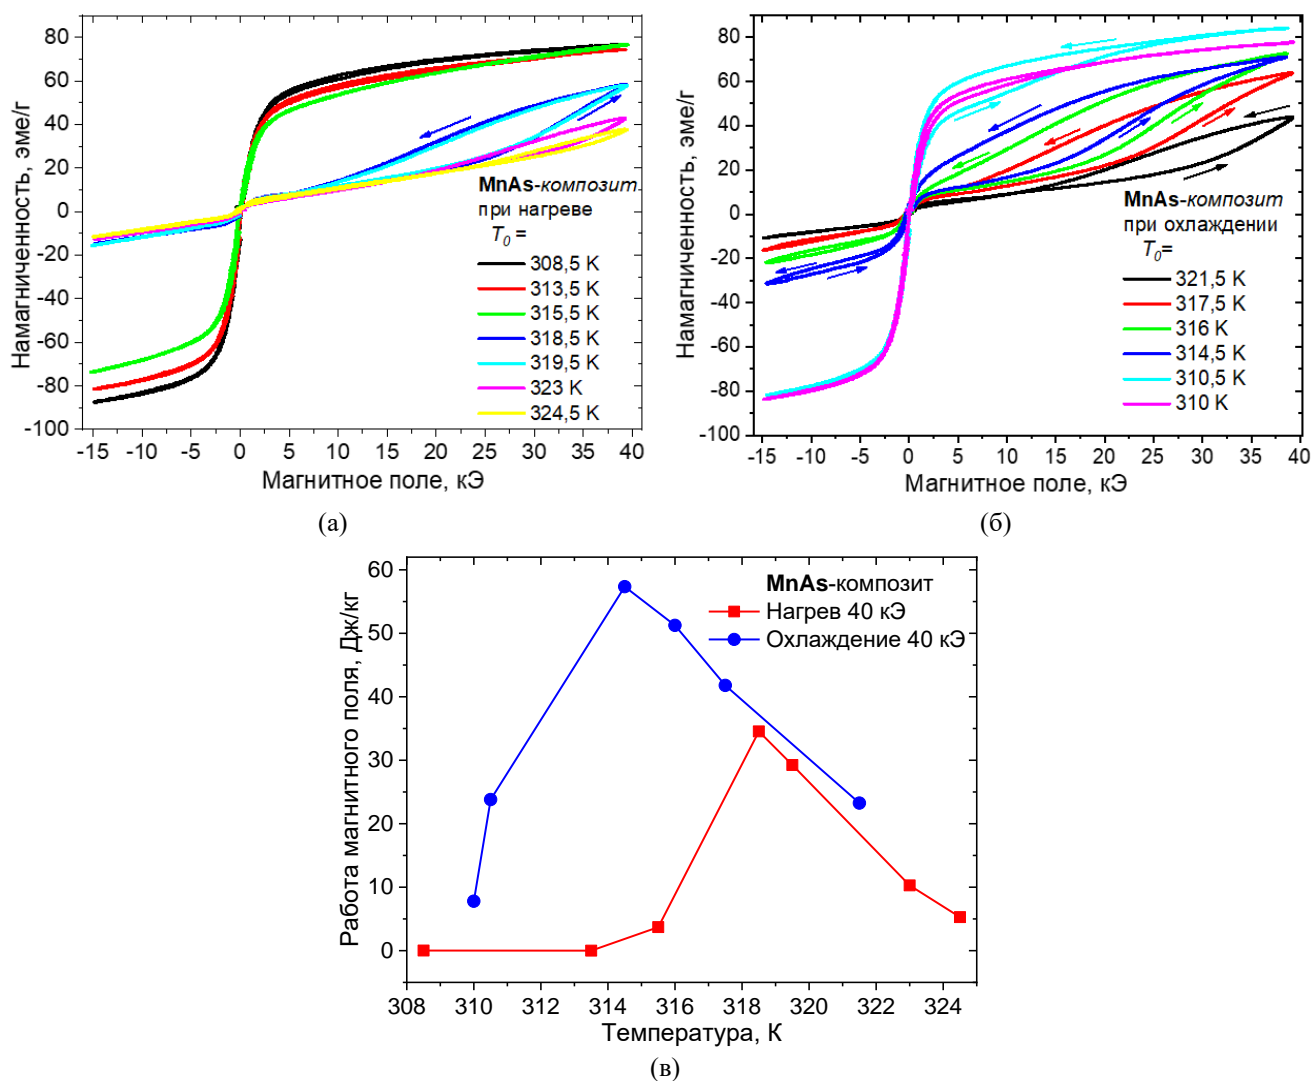 80
60
40
20
0
-20
-40
-60
-80
-100
Намагниченность, эме/г
MnAs-композит.
при нагреве
T0 =
308,5 K
313,5 K
315,5 K
318,5 K
319,5 K
323 K
324,5 K
-15 -10 -5 0 5 10 15 20 25 30 35 40
Магнитное поле, кЭ
(а)
80
60
40
20
0
-20
-40
-60
-80
-100
Намагниченность, эме/г
MnAs-композит
при охлаждении
T0=
321,5 K
317,5 K
316 K
314,5 K
310,5 K
310 K
-15 -10 -5 0 5 10 15 20 25 30 35 40
Магнитное поле, кЭ
(б)
60
50
40
30
20
10
0
Работа магнитного поля, Дж/кг
MnAs-композит
Нагрев 40 кЭ
Охлаждение 40 кЭ
308 310 312 314 316 318 320 322 324
Температура, К
(в)